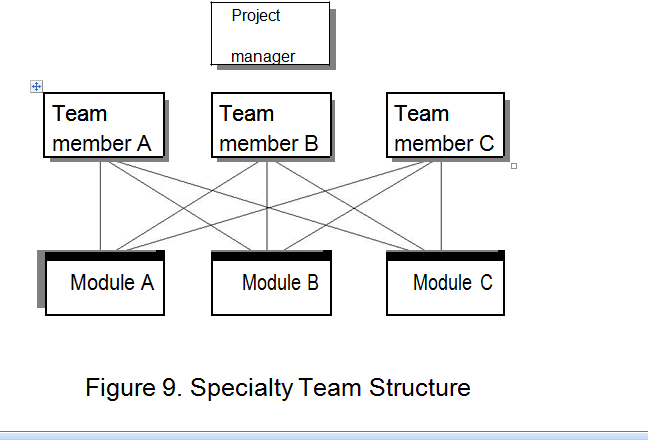 Project
manager
Team
member A
Team
member B
Team
member C
Module A
Module B
Module C
Figure 9. Specialty Team Structure